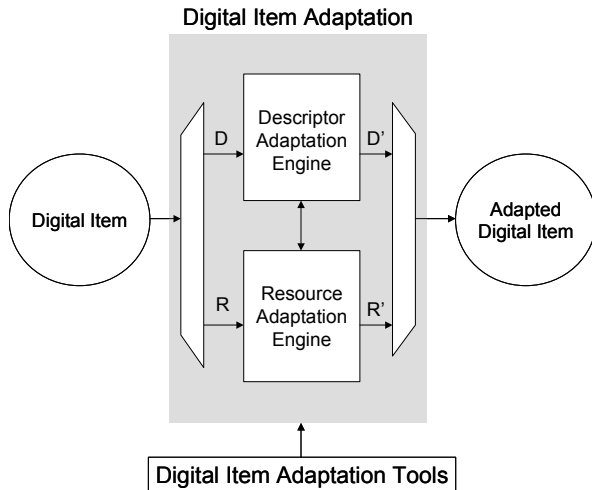 Digital Item Adaptation
Descriptor
Adaptation
Engine
D
D’
Digital Item
Adapted
Digital Item
Resource
Adaptation
Engine
R
R’
Digital Item Adaptation Tools